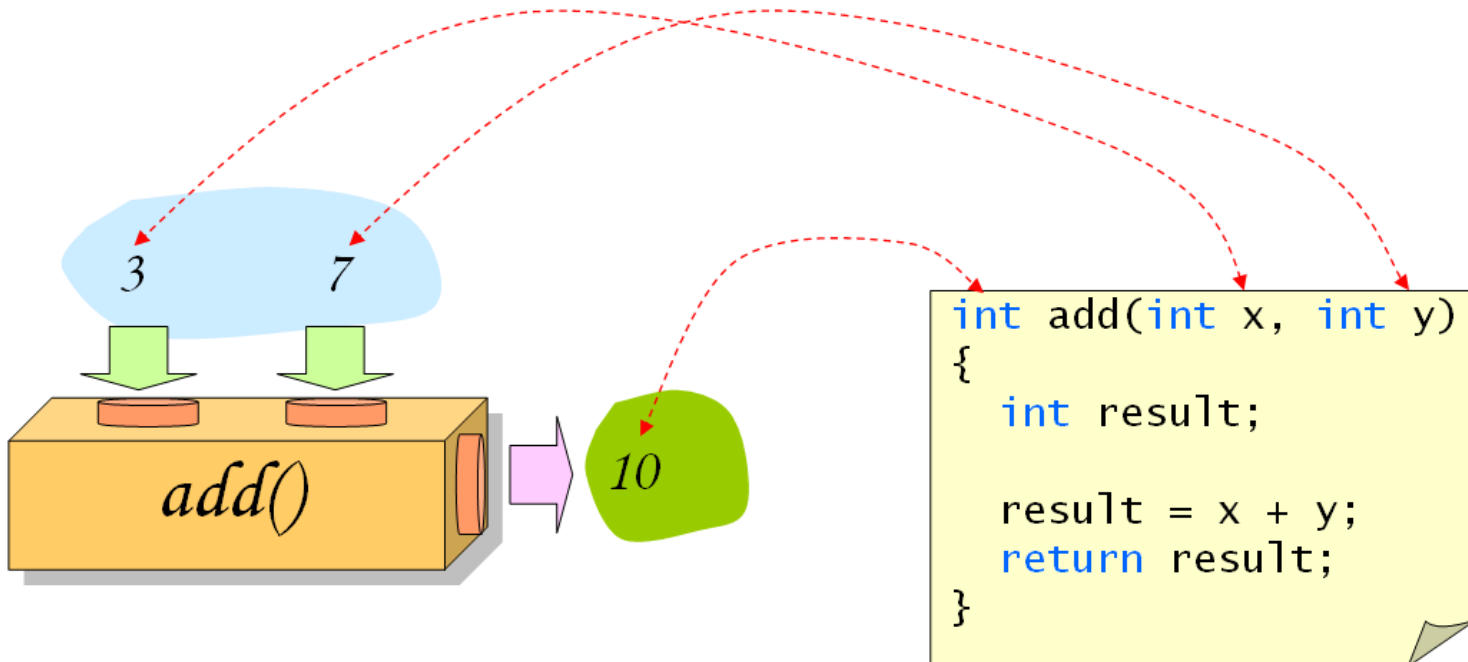 3 7
add()
10
int add(int x, int y)
{
int result;
result = x + y;
return result;
}